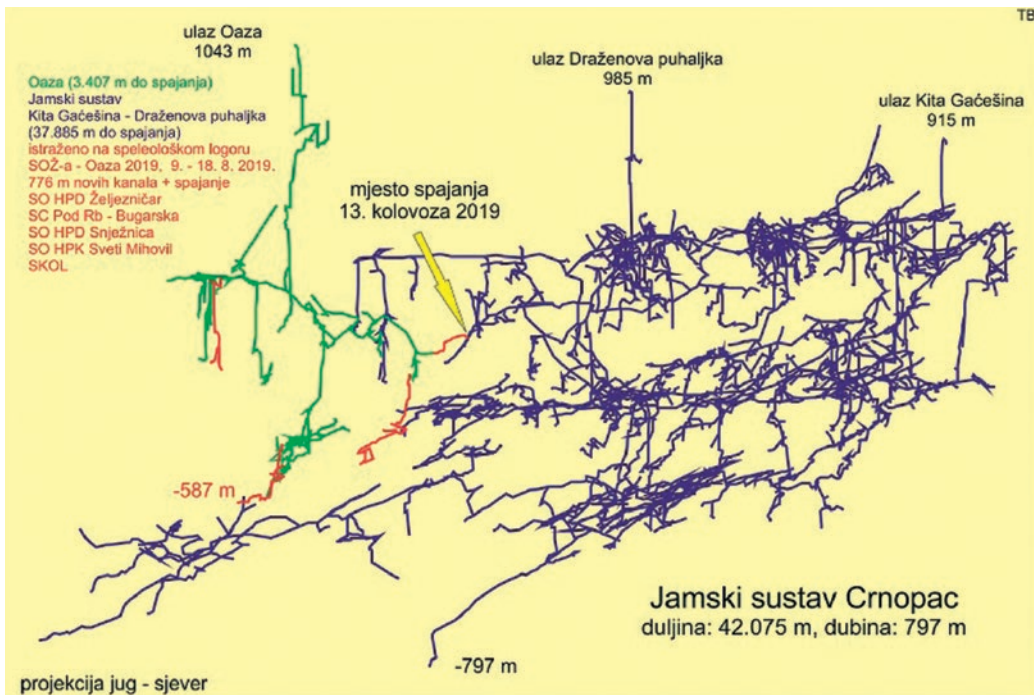 TB
ulaz Oaza
1043 m
ulaz Draženova puhaljka
985 m
ulaz Kita Gaćešina
915 m
Oaza (3.407 m do spajanja)
Jamski sustav
Kita Gaćešina - Draženova puhaljka
(37.885 m do spajanja)
istraženo na speleološkom logoru
SOŽ-a - Oaza 2019, 9. - 18. 8. 2019.
776 m novih kanala + spajanje
SO HPD Željezničar
SC Pod Rb - Bugarska
SO HPD Snježnica
SO HPK Sveti Mihovil
SKOL
mjesto spajanja
13. kolovoza 2019
-587 m
Jamski sustav Crnopac
duljina: 42.075 m, dubina: 797 m
-797 m
projekcija jug - sjever